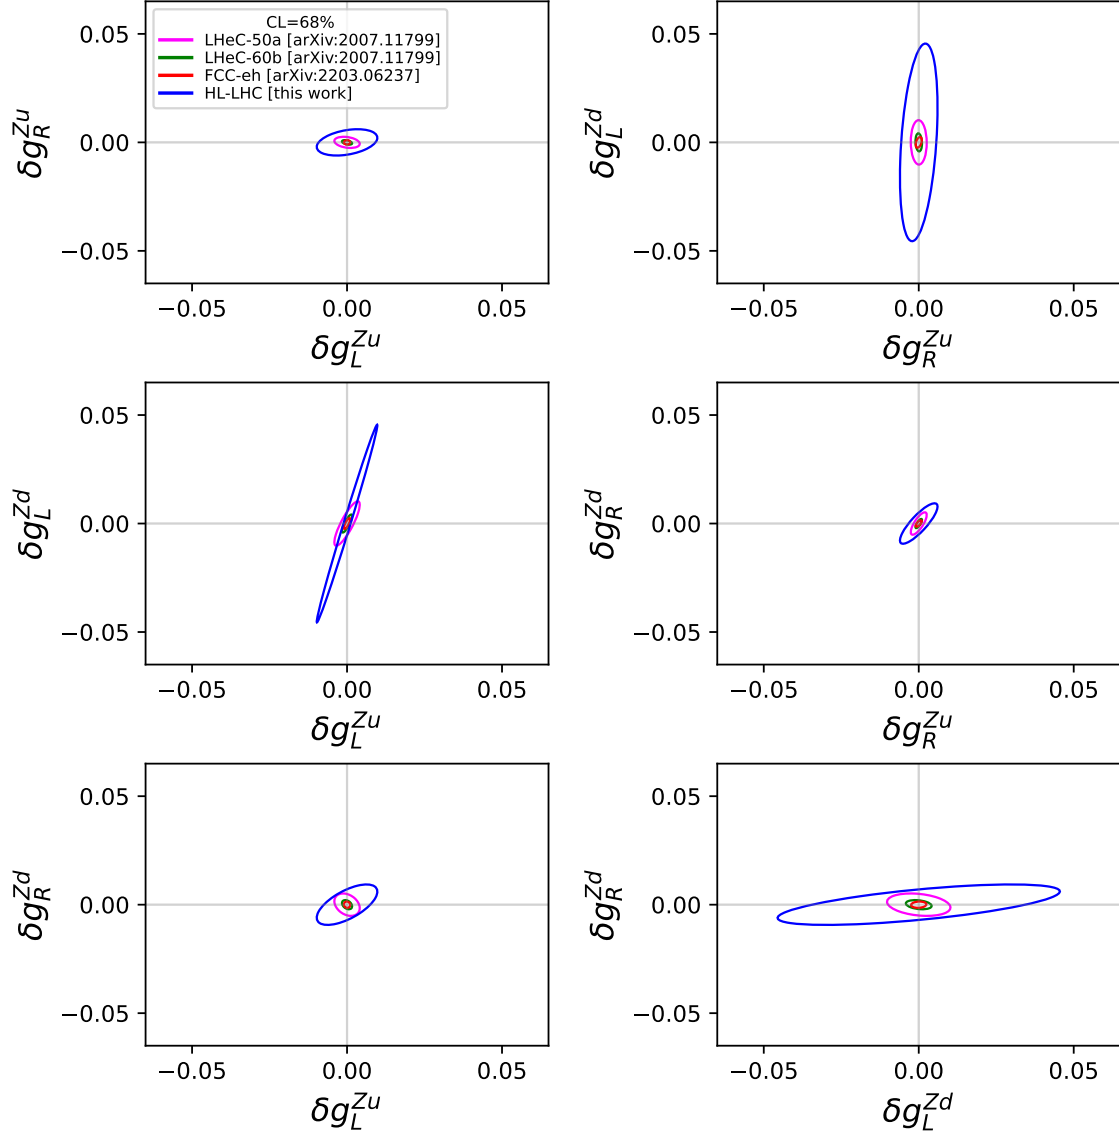 CL=68%
LHeC-50a [arXiv:2007.11799]
LHeC-60b [arXiv:2007.11799]
FCC-eh [arXiv:2203.06237]
HL-LHC [this work]
0.05
0.00
−0.05
δg_R^{Zu}
−0.05 0.00 0.05
δg_L^{Zu}
0.05
0.00
−0.05
δg_L^{Zd}
−0.05 0.00 0.05
δg_R^{Zu}
0.05
0.00
−0.05
δg_L^{Zd}
−0.05 0.00 0.05
δg_L^{Zu}
0.05
0.00
−0.05
δg_R^{Zd}
−0.05 0.00 0.05
δg_R^{Zu}
0.05
0.00
−0.05
δg_R^{Zd}
−0.05 0.00 0.05
δg_L^{Zu}
0.05
0.00
−0.05
δg_R^{Zd}
−0.05 0.00 0.05
δg_L^{Zd}